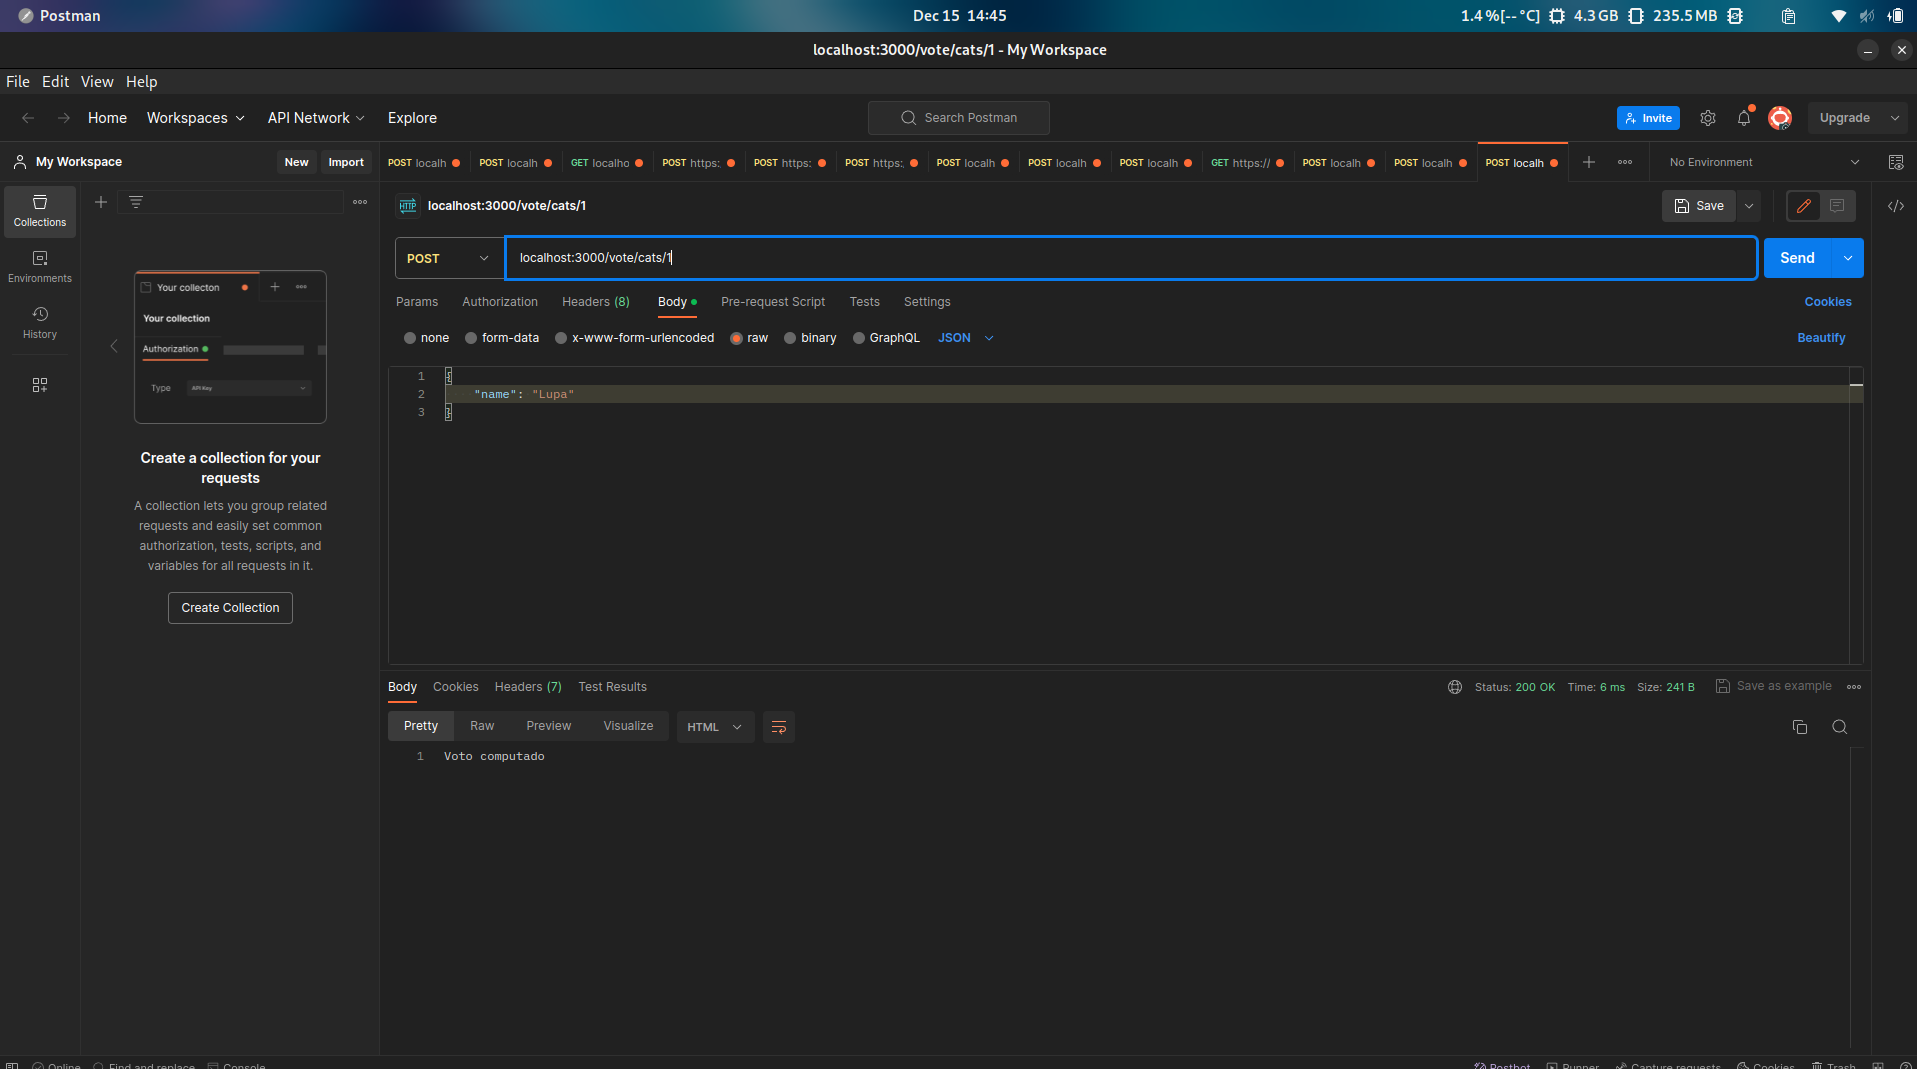 Postman
Dec 15 14:45
1.4 %[-- °C] 4.3 GB 235.5 MB
localhost:3000/vote/cats/1 - My Workspace
File Edit View Help
Home Workspaces API Network Explore
Search Postman
Invite Upgrade
My Workspace New Import
POST localh POST localh GET localho POST https: POST https: POST https: POST localh POST localh POST localh GET https:// POST localh POST localh POST localh
No Environment
Collections
Environments
History
localhost:3000/vote/cats/1
Save
POST localhost:3000/vote/cats/1 Send
Params Authorization Headers (8) Body Pre-request Script Tests Settings Cookies
none form-data x-www-form-urlencoded raw binary GraphQL JSON Beautify
1 {
2 "name": "Lupa"
3 }
Your collecton
Your collection
Authorization
Type API Key
Create a collection for your
requests
A collection lets you group related
requests and easily set common
authorization, tests, scripts, and
variables for all requests in it.
Create Collection
Body Cookies Headers (7) Test Results
Status: 200 OK Time: 6 ms Size: 241 B Save as example
Pretty Raw Preview Visualize HTML
1 Voto computado
Online Find and replace Console
Postbot Runner Capture requests Cookies Trash